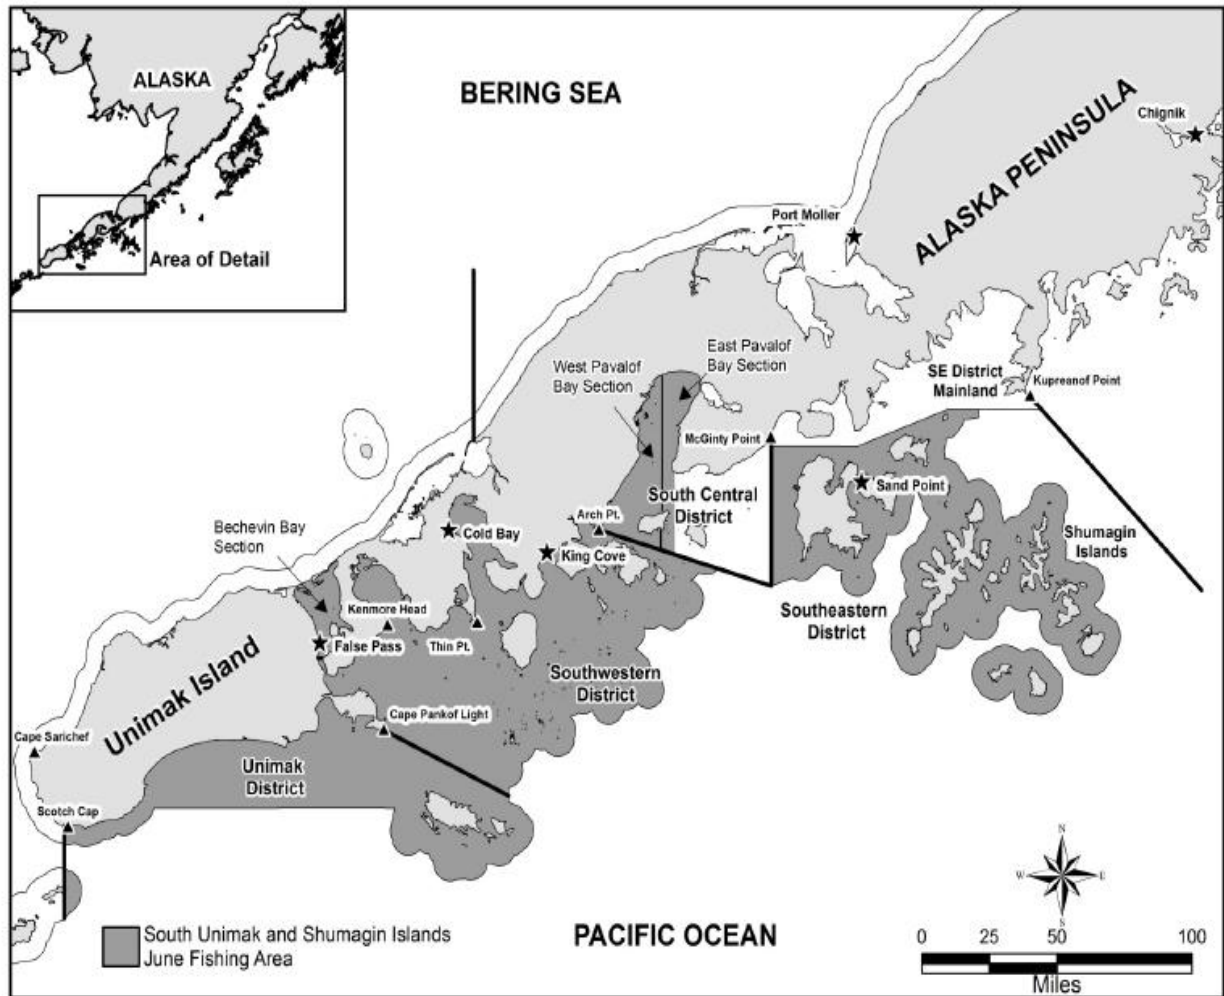 ALASKA
Area of Detail
BERING SEA
ALASKA PENINSULA
Chignik
Port Moller
East Pavalof
Bay Section
West Pavalof
Bay Section
SE District
Mainland
Kupreanof Point
McGinty Point
Sand Point
South Central
District
Arch Pt.
Shumagin
Islands
Bechevin Bay
Section
Cold Bay
King Cove
Kenmore Head
False Pass
Thin Pt.
Southeastern
District
Southwestern
District
Unimak Island
Cape Pankof Light
Cape Sarichef
Unimak
District
Scotch Cap
N
W
E
S
South Unimak and Shumagin Islands
June Fishing Area
PACIFIC OCEAN
0 25 50 100
Miles